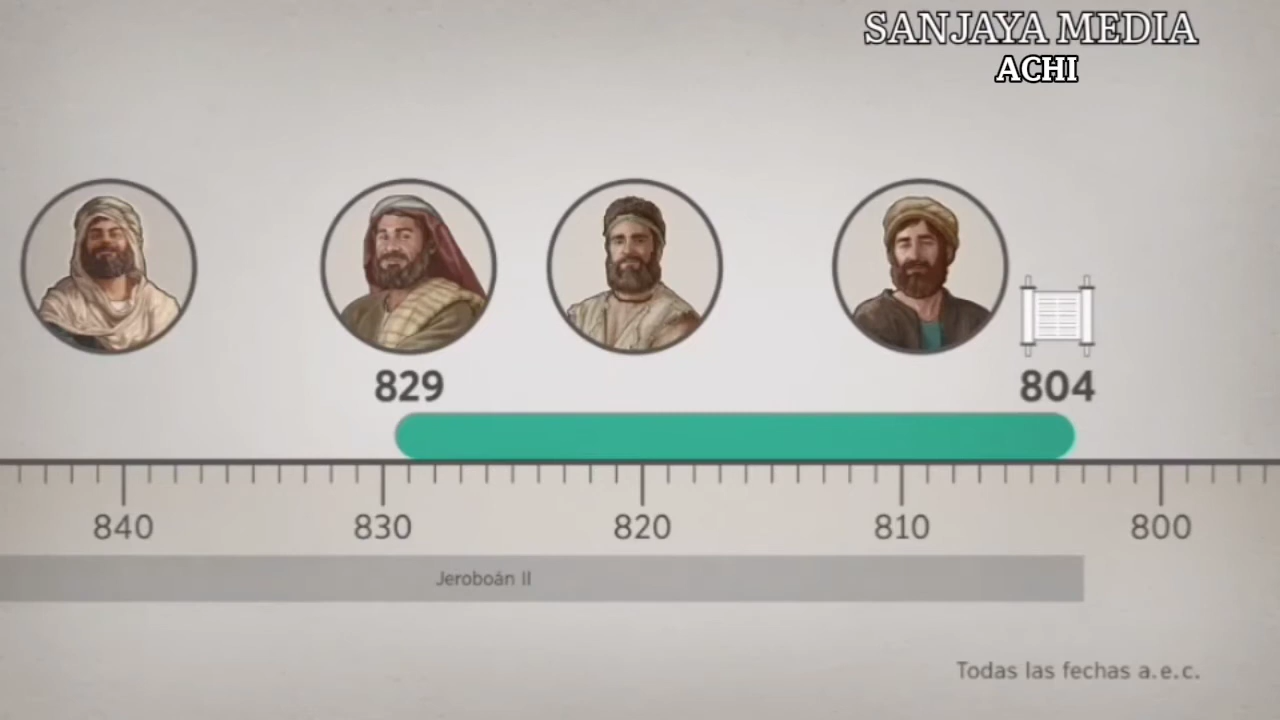 SANJAYA MEDIA
ACHI
829
804
840
830
820
810
800
Jeroboán II
Todas las fechas a.e.c.